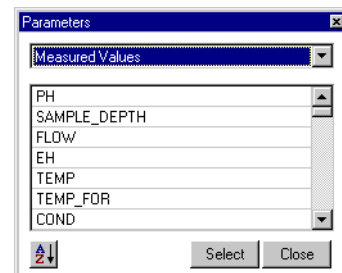 Parameters
Measured Values
PH
SAMPLE_DEPTH
FLOW
EH
TEMP
TEMP_FOR
COND
A
Z
Select Close